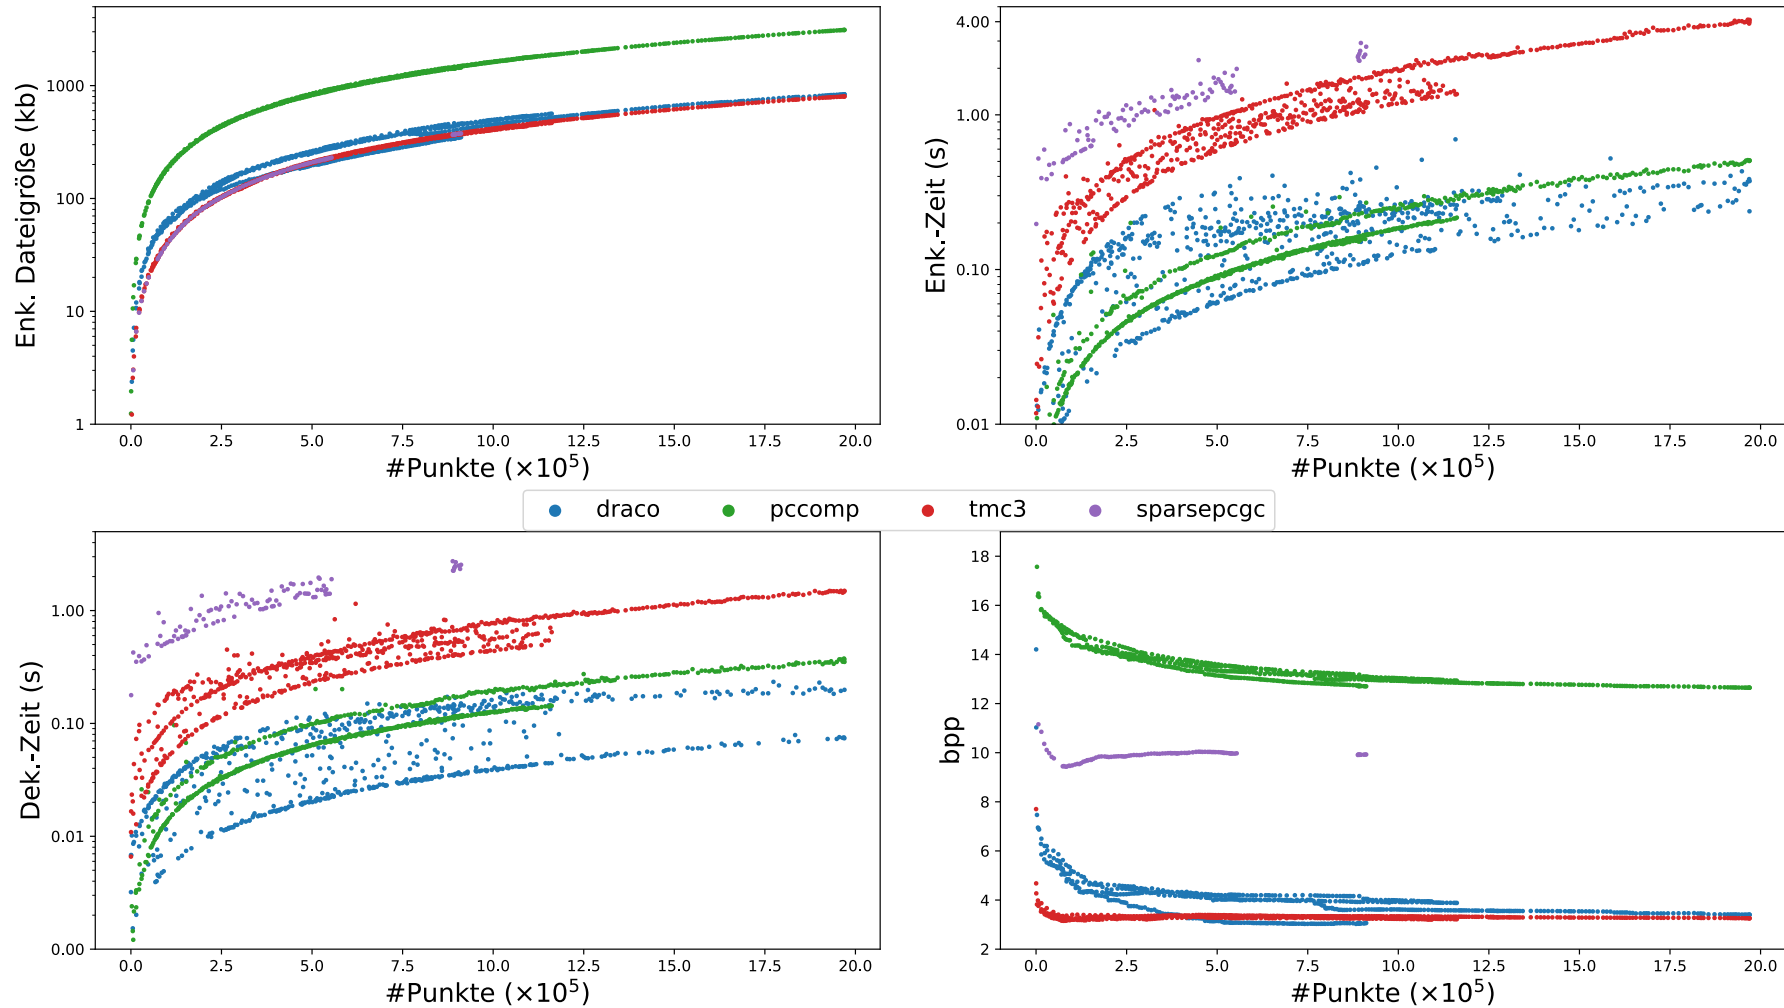 Enk. Dateigröße (kb)
1000
100
10
1
0.0 2.5 5.0 7.5 10.0 12.5 15.0 17.5 20.0
#Punkte (×10⁵)
Enk.-Zeit (s)
4.00
1.00
0.10
0.01
0.0 2.5 5.0 7.5 10.0 12.5 15.0 17.5 20.0
#Punkte (×10⁵)
draco pccomp tmc3 sparsepcgc
Dek.-Zeit (s)
1.00
0.10
0.01
0.00
0.0 2.5 5.0 7.5 10.0 12.5 15.0 17.5 20.0
#Punkte (×10⁵)
bpp
18
16
14
12
10
8
6
4
2
0.0 2.5 5.0 7.5 10.0 12.5 15.0 17.5 20.0
#Punkte (×10⁵)